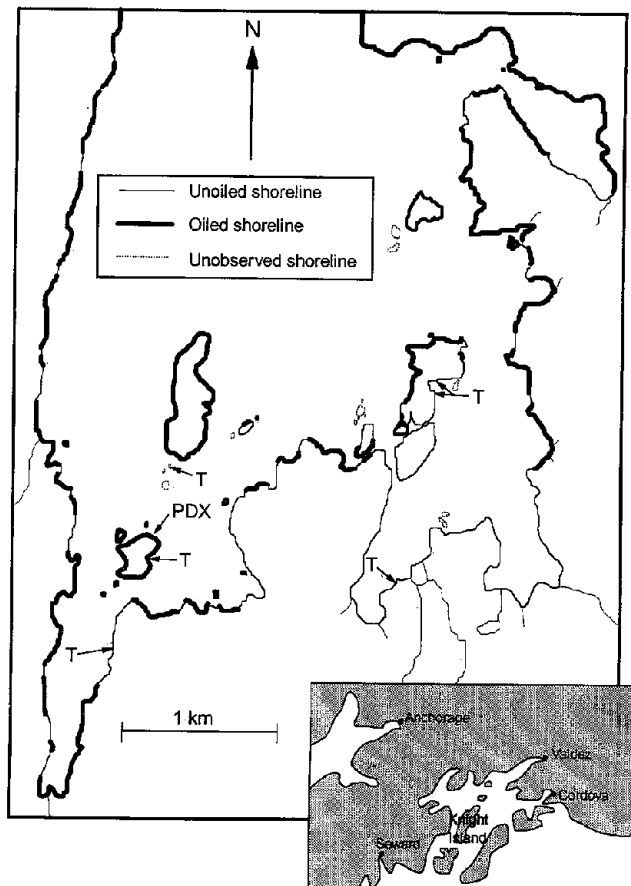 N
Unoiled shoreline
Oiled shoreline
Unobserved shoreline
T
T
PDX
T
T
T
1 km
Anchorage
Valdez
Cordova
Knight
Island
Seward